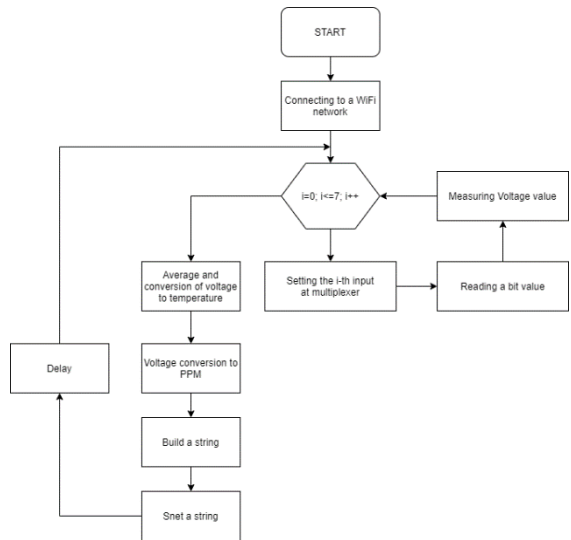 START
Connecting to a WiFi
network
i=0; i<=7; i++
Measuring Voltage value
Setting the i-th input
at multiplexer
Reading a bit value
Average and
conversion of voltage
to temperature
Voltage conversion to
PPM
Delay
Build a string
Snet a string